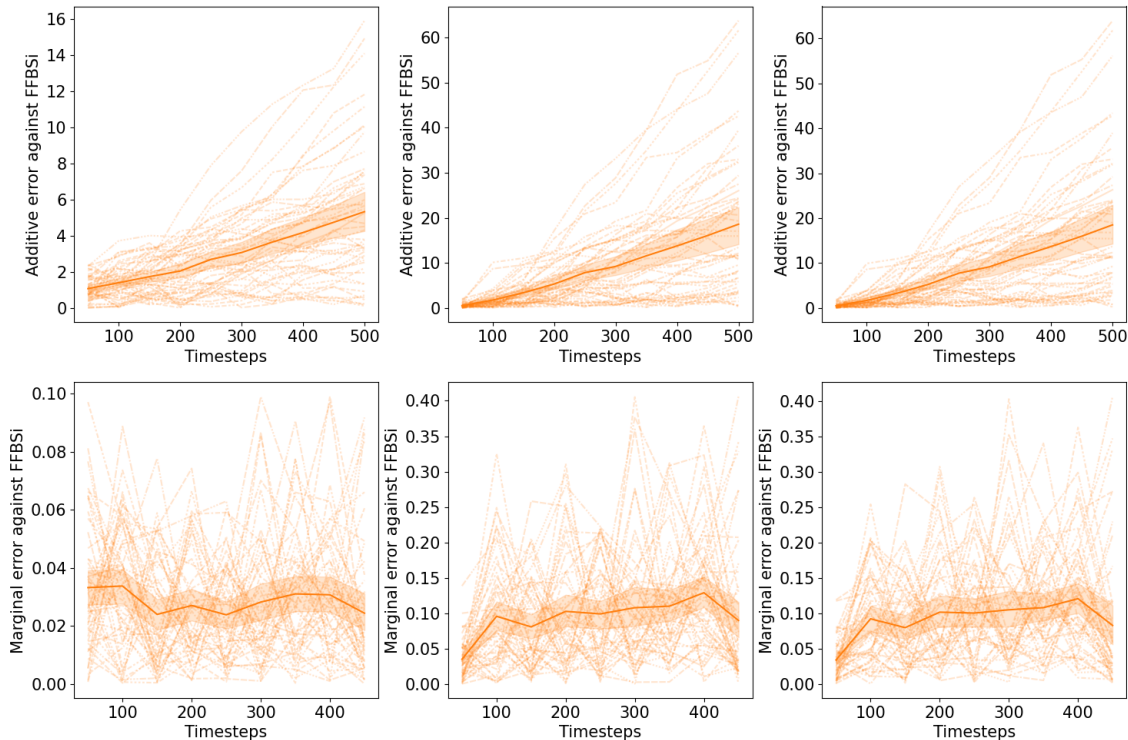 16
14
12
10
8
6
4
2
0
Additive error against FFBSi
100 200 300 400 500
Timesteps
60
50
40
30
20
10
0
Additive error against FFBSi
100 200 300 400 500
Timesteps
60
50
40
30
20
10
0
Additive error against FFBSi
100 200 300 400 500
Timesteps
0.10
0.08
0.06
0.04
0.02
0.00
Marginal error against FFBSi
100 200 300 400
Timesteps
0.40
0.35
0.30
0.25
0.20
0.15
0.10
0.05
0.00
Marginal error against FFBSi
100 200 300 400
Timesteps
0.40
0.35
0.30
0.25
0.20
0.15
0.10
0.05
0.00
Marginal error against FFBSi
100 200 300 400
Timesteps